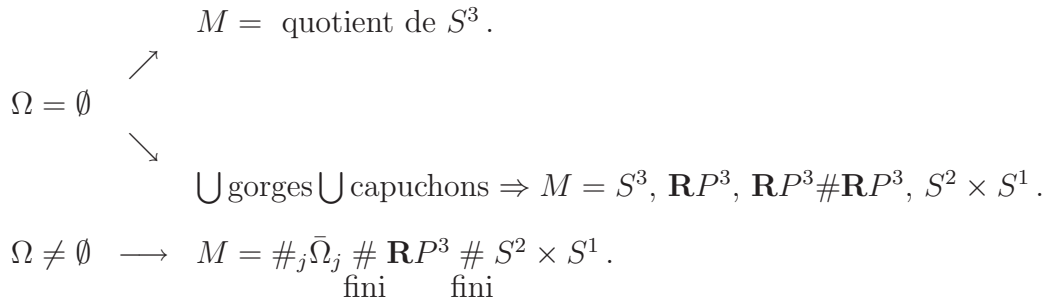 M = quotient de S³.
↗
Ω = ∅
↘
⋃ gorges ⋃ capuchons ⇒ M = S³, RP³, RP³#RP³, S² × S¹.
Ω ≠ ∅ ⟶ M = #ⱼΩ̄ⱼ # RP³ # S² × S¹.
fini fini